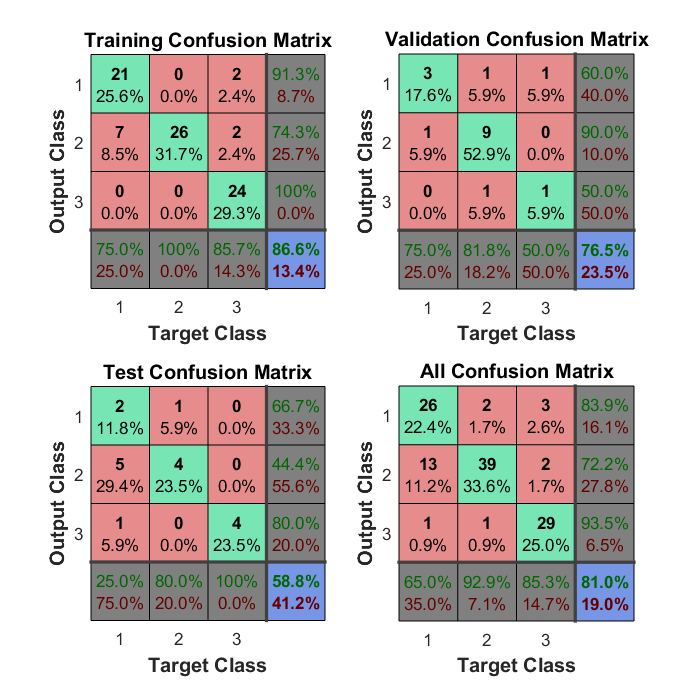 Training Confusion Matrix
Output Class
1
21 0 2 91.3%
25.6% 0.0% 2.4% 8.7%
2
7 26 2 74.3%
8.5% 31.7% 2.4% 25.7%
3
0 0 24 100%
0.0% 0.0% 29.3% 0.0%
75.0% 100% 85.7% 86.6%
25.0% 0.0% 14.3% 13.4%
1 2 3
Target Class
Validation Confusion Matrix
Output Class
1
3 1 1 60.0%
17.6% 5.9% 5.9% 40.0%
2
1 9 0 90.0%
5.9% 52.9% 0.0% 10.0%
3
0 1 1 50.0%
0.0% 5.9% 5.9% 50.0%
75.0% 81.8% 50.0% 76.5%
25.0% 18.2% 50.0% 23.5%
1 2 3
Target Class
Test Confusion Matrix
Output Class
1
2 1 0 66.7%
11.8% 5.9% 0.0% 33.3%
2
5 4 0 44.4%
29.4% 23.5% 0.0% 55.6%
3
1 0 4 80.0%
5.9% 0.0% 23.5% 20.0%
25.0% 80.0% 100% 58.8%
75.0% 20.0% 0.0% 41.2%
1 2 3
Target Class
All Confusion Matrix
Output Class
1
26 2 3 83.9%
22.4% 1.7% 2.6% 16.1%
2
13 39 2 72.2%
11.2% 33.6% 1.7% 27.8%
3
1 1 29 93.5%
0.9% 0.9% 25.0% 6.5%
65.0% 92.9% 85.3% 81.0%
35.0% 7.1% 14.7% 19.0%
1 2 3
Target Class